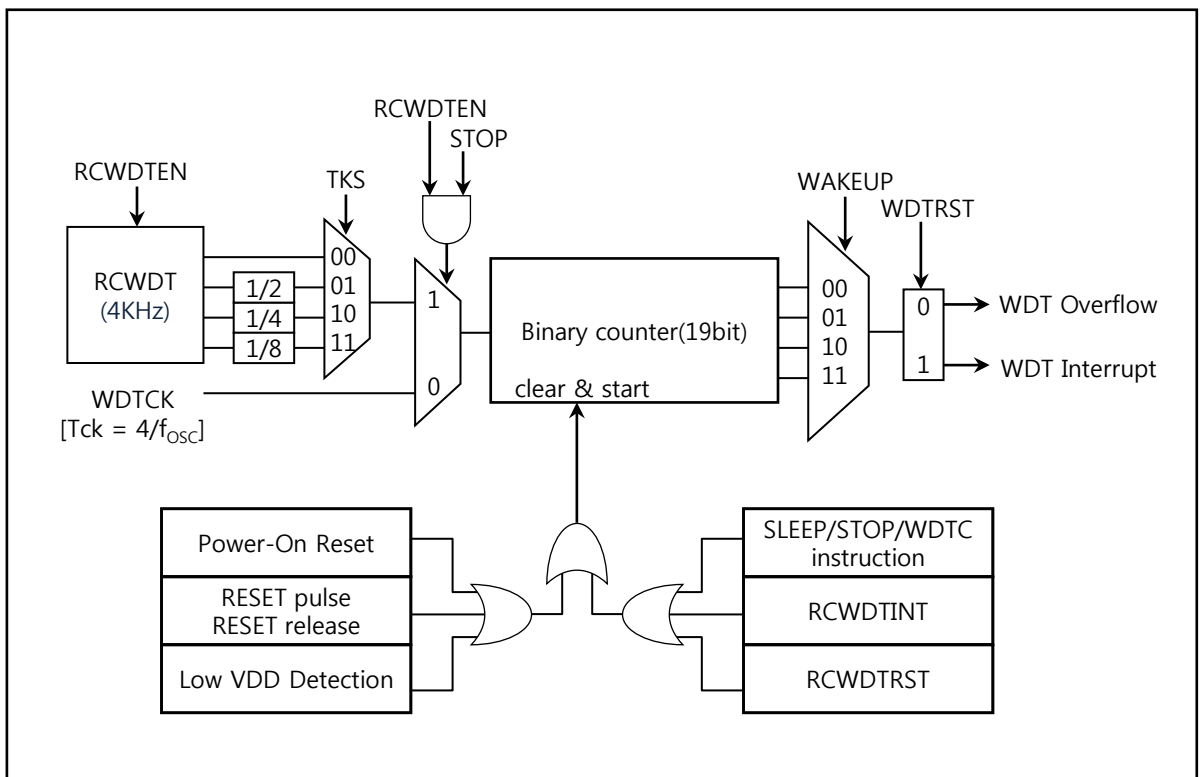 RCWDTEN
STOP
RCWDTEN
TKS
WAKEUP
WDTRST
RCWDT
(4KHz)
1/2
1/4
1/8
00
01
10
11
1
0
WDTCK
[Tck = 4/fOSC]
Binary counter(19bit)
clear & start
00
01
10
11
0
1
WDT Overflow
WDT Interrupt
Power-On Reset
RESET pulse
RESET release
Low VDD Detection
SLEEP/STOP/WDTC
instruction
RCWDTINT
RCWDTRST